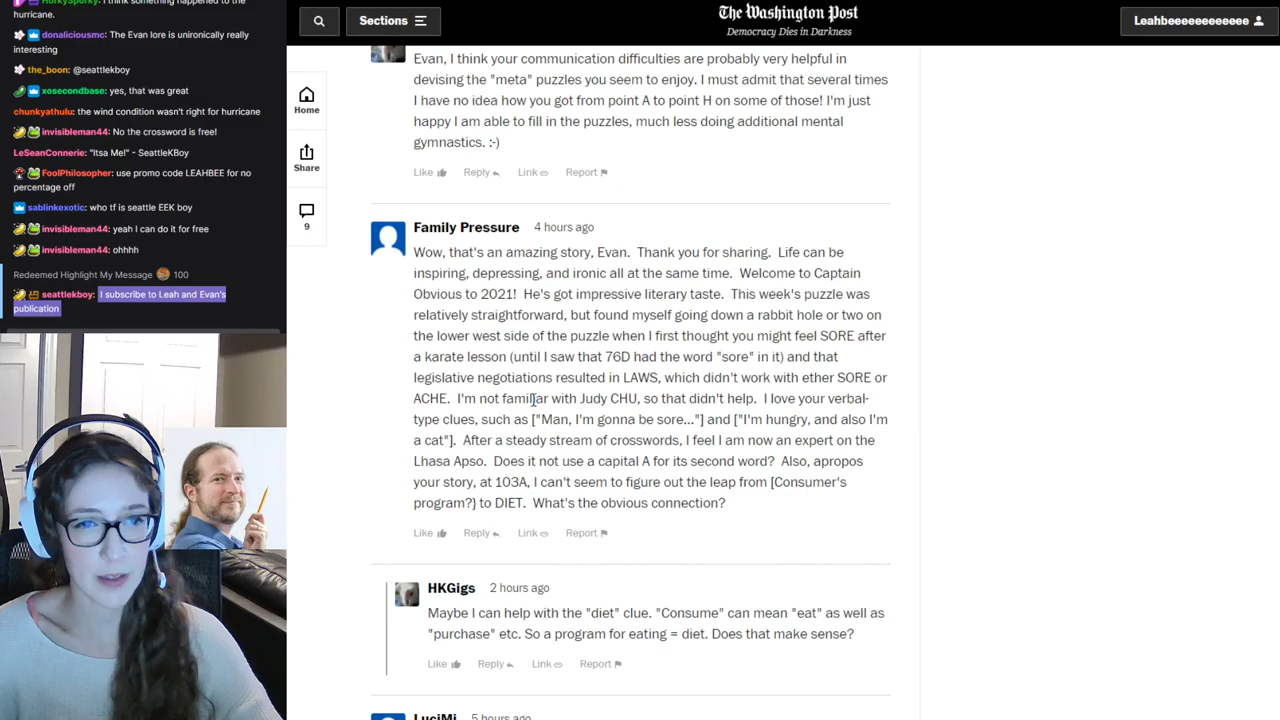 HorkySporky: I think something happened to the
hurricane.
donaliciousmc: The Evan lore is unironically really
interesting
the_boon: @seattlekboy
xosecondbase: yes, that was great
chunkyathulu: the wind condition wasn't right for hurricane
invisibleman44: No the crossword is free!
LeSeanConnerie: "Itsa Me!" - SeattleKBoy
FoolPhilosopher: use promo code LEAHBEE for no
percentage off
sablinkexotic: who tf is seattle EEK boy
invisibleman44: yeah I can do it for free
invisibleman44: ohhhh
Redeemed Highlight My Message 100
seattlekboy: I subscribe to Leah and Evan's
publication
Sections
The Washington Post
Democracy Dies in Darkness
Leahbeeeeeeeeeeee
Home
Share
9
Evan, I think your communication difficulties are probably very helpful in
devising the "meta" puzzles you seem to enjoy. I must admit that several times
I have no idea how you got from point A to point H on some of those! I'm just
happy I am able to fill in the puzzles, much less doing additional mental
gymnastics. :-)
Like Reply Link Report
Family Pressure 4 hours ago
Wow, that's an amazing story, Evan. Thank you for sharing. Life can be
inspiring, depressing, and ironic all at the same time. Welcome to Captain
Obvious to 2021! He's got impressive literary taste. This week's puzzle was
relatively straightforward, but found myself going down a rabbit hole or two on
the lower west side of the puzzle when I first thought you might feel SORE after
a karate lesson (until I saw that 76D had the word "sore" in it) and that
legislative negotiations resulted in LAWS, which didn't work with ether SORE or
ACHE. I'm not familiar with Judy CHU, so that didn't help. I love your verbal-
type clues, such as ["Man, I'm gonna be sore..."] and ["I'm hungry, and also I'm
a cat"]. After a steady stream of crosswords, I feel I am now an expert on the
Lhasa Apso. Does it not use a capital A for its second word? Also, apropos
your story, at 103A, I can't seem to figure out the leap from [Consumer's
program?] to DIET. What's the obvious connection?
Like Reply Link Report
HKGigs 2 hours ago
Maybe I can help with the "diet" clue. "Consume" can mean "eat" as well as
"purchase" etc. So a program for eating = diet. Does that make sense?
Like Reply Link Report
LuciMi 5 hours ago